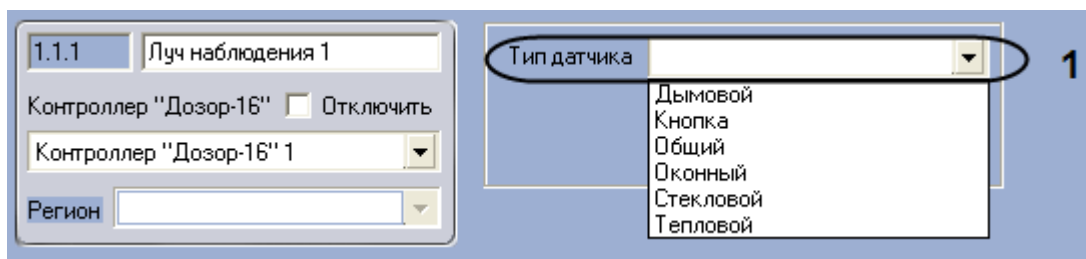 1.1.1 Луч наблюдения 1
Контроллер "Дозор-16" Отключить
Контроллер "Дозор-16" 1
Регион
Тип датчика
1
Дымовой
Кнопка
Общий
Оконный
Стекловой
Тепловой